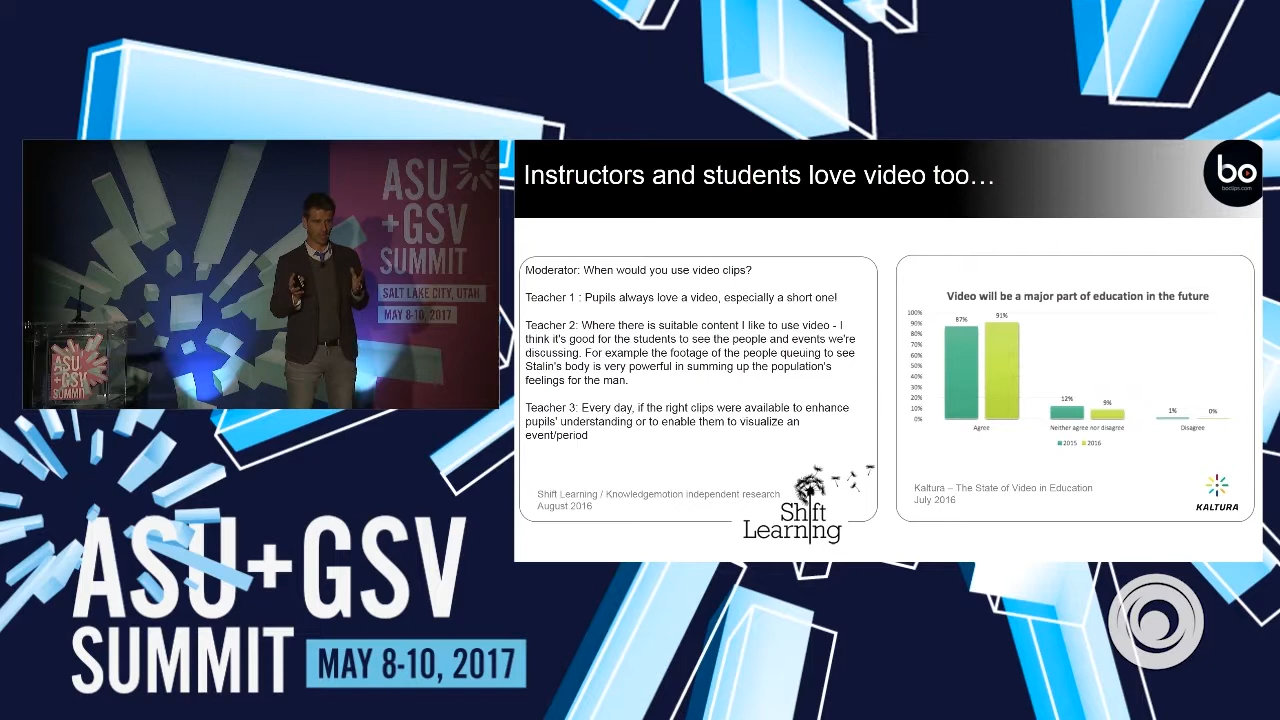 ASU
+GSV
SUMMIT
SALT LAKE CITY, UTAH
MAY 8-10, 2017
ASU
+GSV
SUMMIT
Instructors and students love video too…
bo
boclips.com
Moderator: When would you use video clips?
Teacher 1 : Pupils always love a video, especially a short one!
Teacher 2: Where there is suitable content I like to use video - I
think it's good for the students to see the people and events we're
discussing. For example the footage of the people queuing to see
Stalin's body is very powerful in summing up the population's
feelings for the man.
Teacher 3: Every day, if the right clips were available to enhance
pupils' understanding or to enable them to visualize an
event/period
Shift Learning / Knowledgemotion independent research
August 2016
Shift
Learning
Video will be a major part of education in the future
100%
90%
80%
70%
60%
50%
40%
30%
20%
10%
0%
87%
91%
12%
9%
1%
0%
Agree
Neither agree nor disagree
Disagree
2015
2016
Kaltura – The State of Video in Education
July 2016
KALTURA
ASU+GSV
SUMMIT
MAY 8-10, 2017